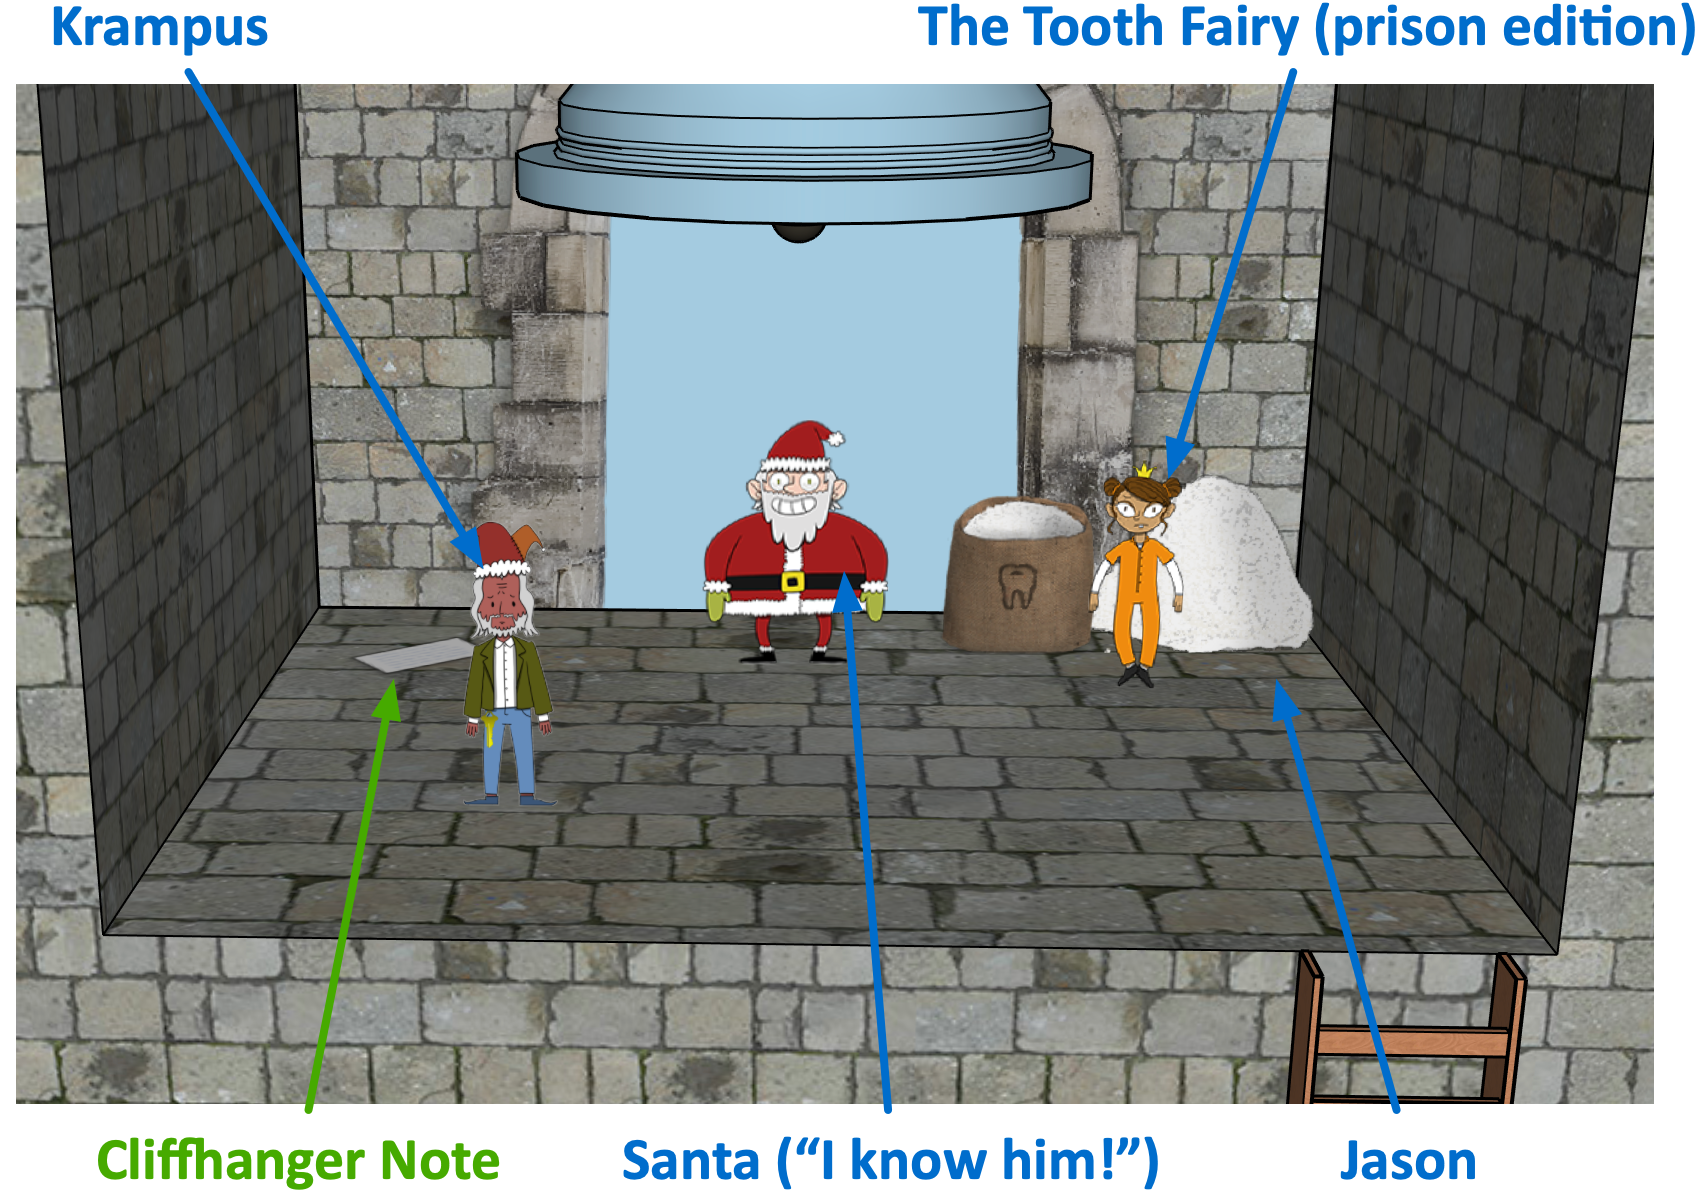 Krampus
The Tooth Fairy (prison edition)
Cliffhanger Note
Santa (“I know him!”)
Jason